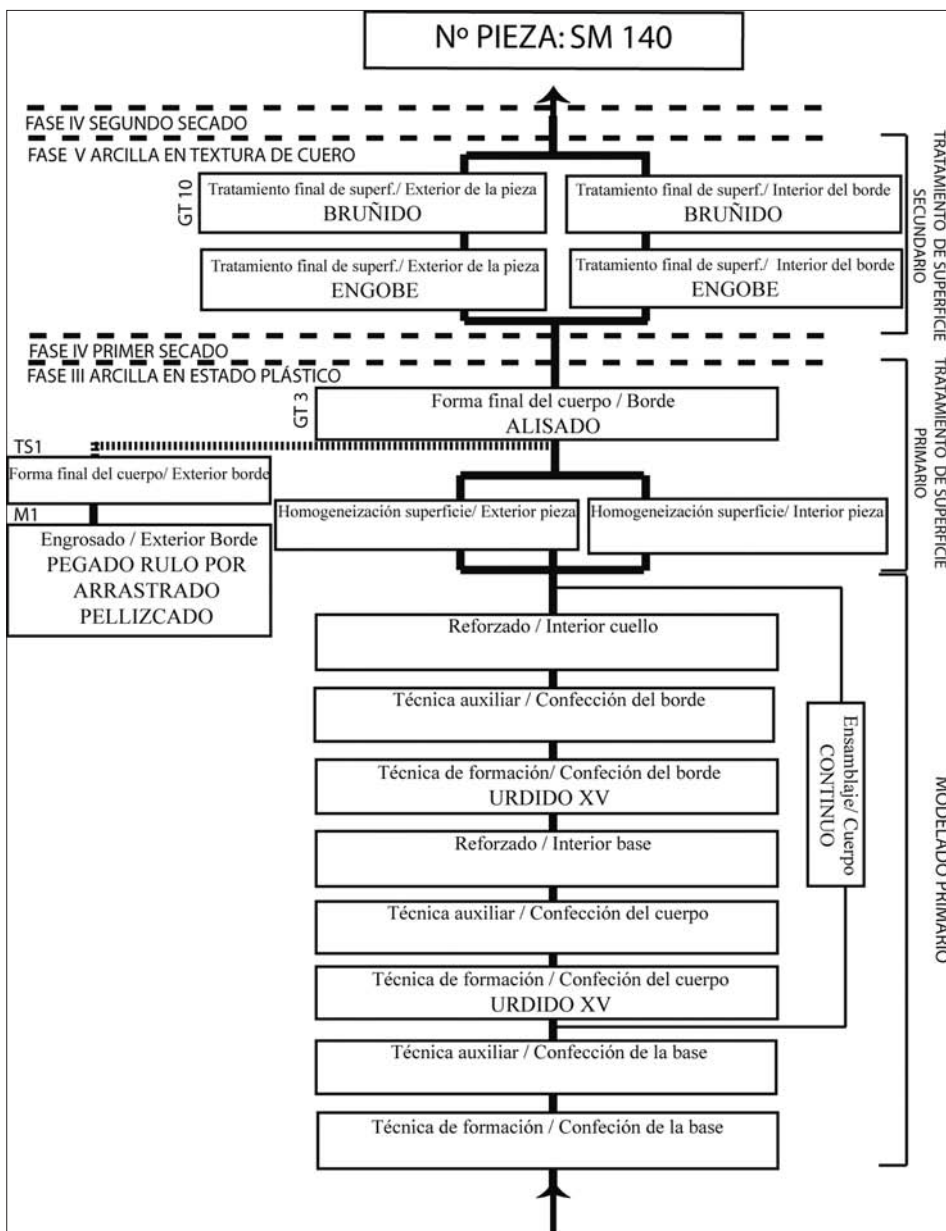 Nº PIEZA: SM 140
FASE IV SEGUNDO SECADO
FASE V ARCILLA EN TEXTURA DE CUERO
GT 10
Tratamiento final de superf./ Exterior de la pieza
BRUÑIDO
Tratamiento final de superf./ Interior del borde
BRUÑIDO
Tratamiento final de superf./ Exterior de la pieza
ENGOBE
Tratamiento final de superf./ Interior del borde
ENGOBE
TRATAMIENTO DE SUPERFICIE
SECUNDARIO
FASE IV PRIMER SECADO
FASE III ARCILLA EN ESTADO PLÁSTICO
GT 3
Forma final del cuerpo / Borde
ALISADO
TRATAMIENTO DE SUPERFICIE
PRIMARIO
TS1
Forma final del cuerpo/ Exterior borde
M1
Engrosado / Exterior Borde
PEGADO RULO POR
ARRASTRADO
PELLIZCADO
Homogeneización superficie/ Exterior pieza
Homogeneización superficie/ Interior pieza
Reforzado / Interior cuello
Técnica auxiliar / Confección del borde
Técnica de formación/ Confeción del borde
URDIDO XV
Reforzado / Interior base
Técnica auxiliar / Confección del cuerpo
Técnica de formación / Confeción del cuerpo
URDIDO XV
Técnica auxiliar / Confección de la base
Técnica de formación / Confeción de la base
Ensamblaje/ Cuerpo
CONTINUO
MODELADO PRIMARIO